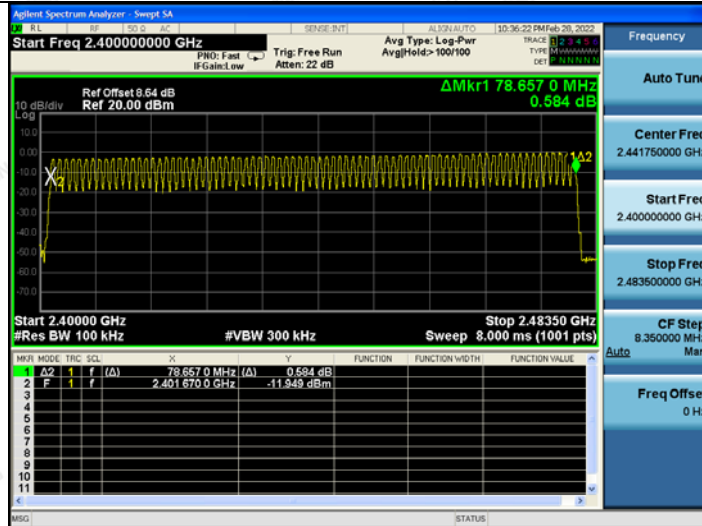 Agilent Spectrum Analyzer - Swept SA
RL RF 50 Ω AC SENSE:INT ALIGN AUTO 10:36:22 PM Feb 28, 2022
Start Freq 2.400000000 GHz
PNO: Fast
IFGain:Low
Trig: Free Run
Atten: 22 dB
Avg Type: Log-Pwr
Avg|Hold:> 100/100
TRACE 1 2 3 4 5 6
TYPE M
DET P N N N N N
ΔMkr1 78.657 0 MHz
0.584 dB
Ref Offset 8.64 dB
10 dB/div Ref 20.00 dBm
Log
10.0
0.00
-10.0
-20.0
-30.0
-40.0
-50.0
-60.0
-70.0
X2
1Δ2
Start 2.40000 GHz Stop 2.48350 GHz
#Res BW 100 kHz #VBW 300 kHz Sweep 8.000 ms (1001 pts)
MKR MODE TRC SCL X Y FUNCTION FUNCTION WIDTH FUNCTION VALUE
1 Δ2 1 f (Δ) 78.657 0 MHz (Δ) 0.584 dB
2 F 1 f 2.401 670 0 GHz -11.949 dBm
3
4
5
6
7
8
9
10
11
MSG STATUS
Frequency
Auto Tune
Center Freq
2.441750000 GHz
Start Freq
2.400000000 GHz
Stop Freq
2.483500000 GHz
CF Step
8.350000 MHz
Auto Man
Freq Offset
0 Hz